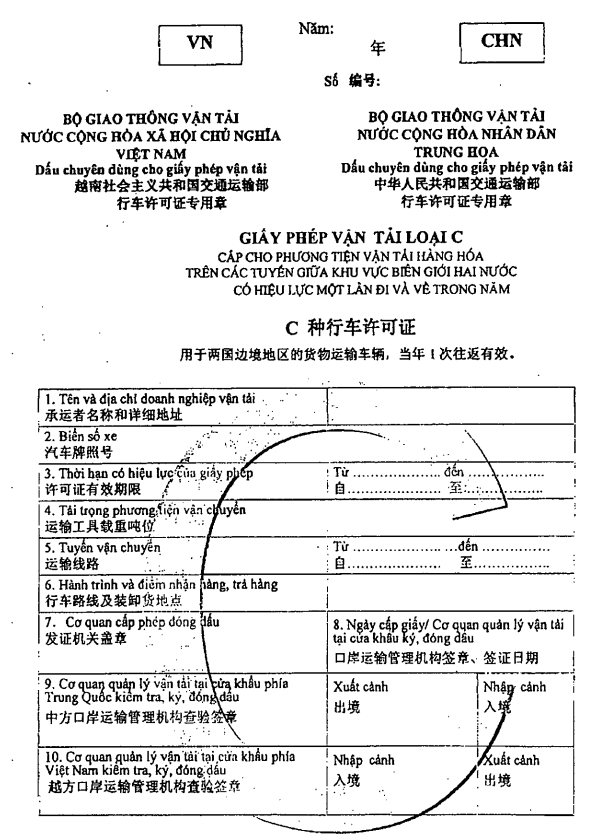 VN
Năm:
年
CHN
Số 编号:
BỘ GIAO THÔNG VẬN TẢI
NƯỚC CỘNG HÒA XÃ HỘI CHỦ NGHĨA
VIỆT NAM
Dấu chuyên dùng cho giấy phép vận tải
越南社会主义共和国交通运输部
行车许可证专用章
BỘ GIAO THÔNG VẬN TẢI
NƯỚC CỘNG HÒA NHÂN DÂN
TRUNG HOA
Dấu chuyên dùng cho giấy phép vận tải
中华人民共和国交通运输部
行车许可证专用章
GIẤY PHÉP VẬN TẢI LOẠI C
CẤP CHO PHƯƠNG TIỆN VẬN TẢI HÀNG HÓA
TRÊN CÁC TUYẾN GIỮA KHU VỰC BIÊN GIỚI HAI NƯỚC
CÓ HIỆU LỰC MỘT LẦN ĐI VÀ VỀ TRONG NĂM
C 种行车许可证
用于两国边境地区的货物运输车辆，当年 1 次往返有效。
1. Tên và địa chỉ doanh nghiệp vận tải
承运者名称和详细地址
2. Biển số xe
汽车牌照号
3. Thời hạn có hiệu lực của giấy phép
许可证有效期限
Từ .................... đến ..................
自.................... 至:..................
4. Tải trọng phương tiện vận chuyển
运输工具载重吨位
5. Tuyến vận chuyển
运输线路
Từ .................... ...đến ...............
自.................... 至...............
6. Hành trình và điểm nhận hàng, trả hàng
行车路线及装卸货地点
7. Cơ quan cấp phép đóng dấu
发证机关盖章
8. Ngày cấp giấy/ Cơ quan quản lý vận tải
tại cửa khẩu ký, đóng dấu
口岸运输管理机构签章、签证日期
9. Cơ quan quản lý vận tải tại cửa khẩu phía
Trung Quốc kiểm tra, ký, đóng dấu
中方口岸运输管理机构查验签章
Xuất cảnh
出境
Nhập cảnh
入境
10. Cơ quan quản lý vận tải tại cửa khẩu phía
Việt Nam kiểm tra, ký, đóng dấu
越方口岸运输管理机构查验签章
Nhập cảnh
入境
Xuất cảnh
出境